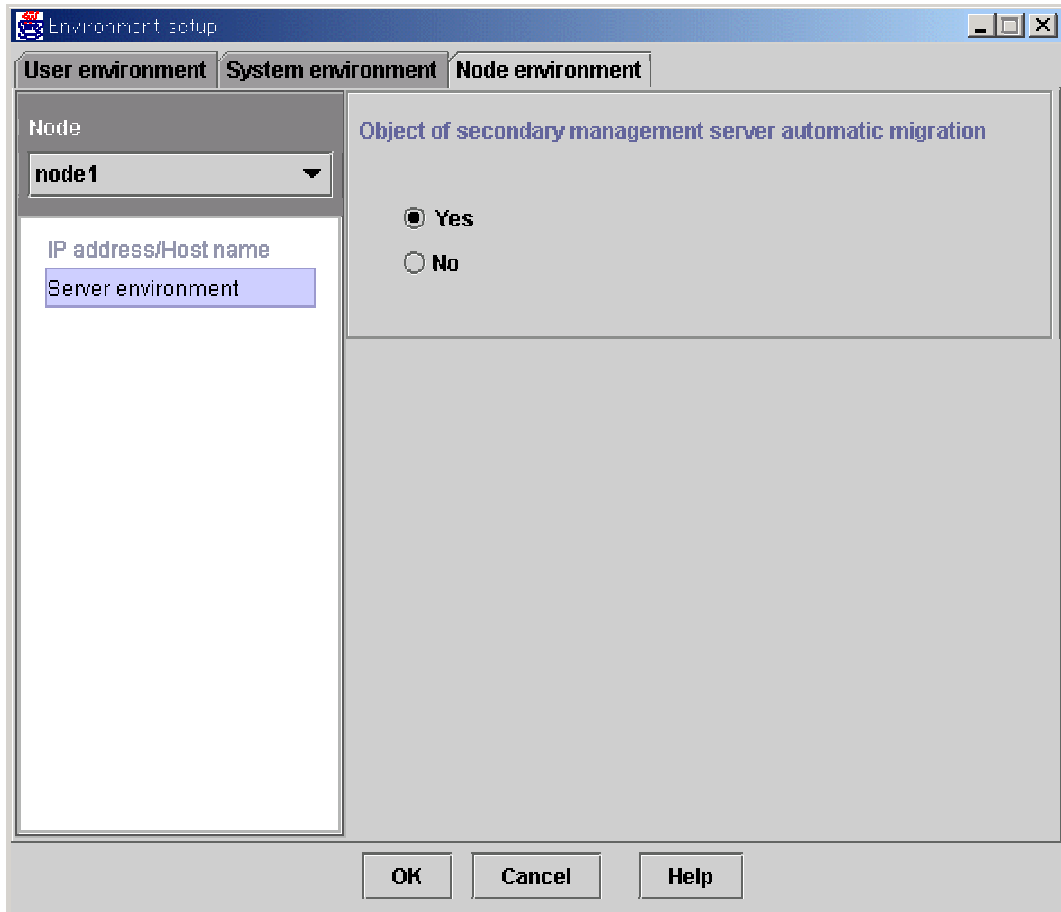 Environment setup
User environment System environment Node environment
Node
node1
IP address/Host name
Server environment
Object of secondary management server automatic migration
Yes
No
OK Cancel Help